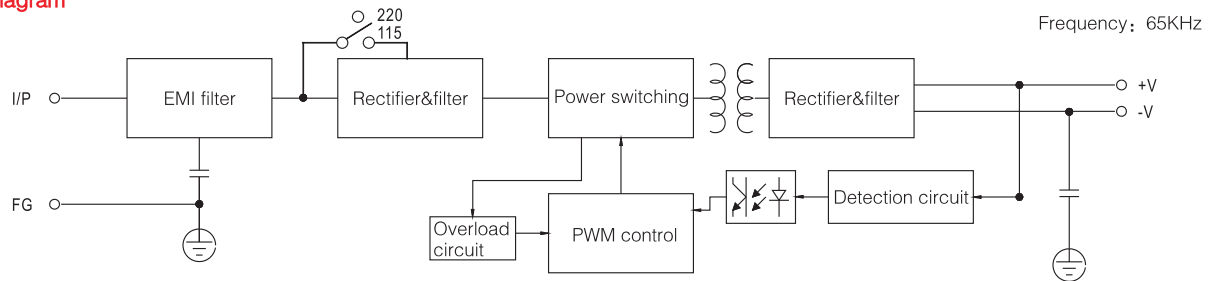 agram
220
115
Frequency: 65KHz
I/P
EMI filter
Rectifier&filter
Power switching
Rectifier&filter
+V
-V
FG
Overload
circuit
PWM control
Detection circuit